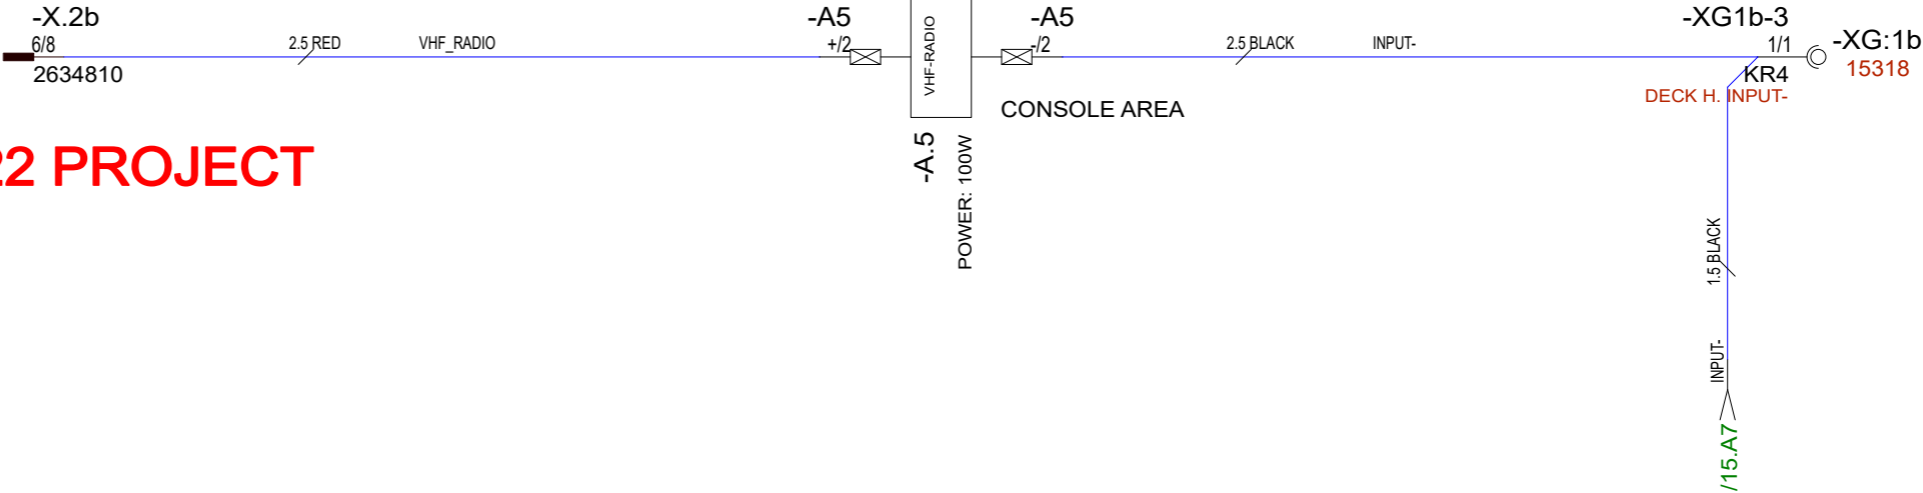 -X.2b
-A5
-A5
-XG1b-3
6/8
2.5 RED
VHF_RADIO
+/2
-/2
2.5 BLACK
INPUT-
1/1
-XG:1b
2634810
VHF-RADIO
KR4
15318
CONSOLE AREA
DECK H. INPUT-
22 PROJECT
-A.5
POWER: 100W
1.5 BLACK
INPUT-
/15.A7